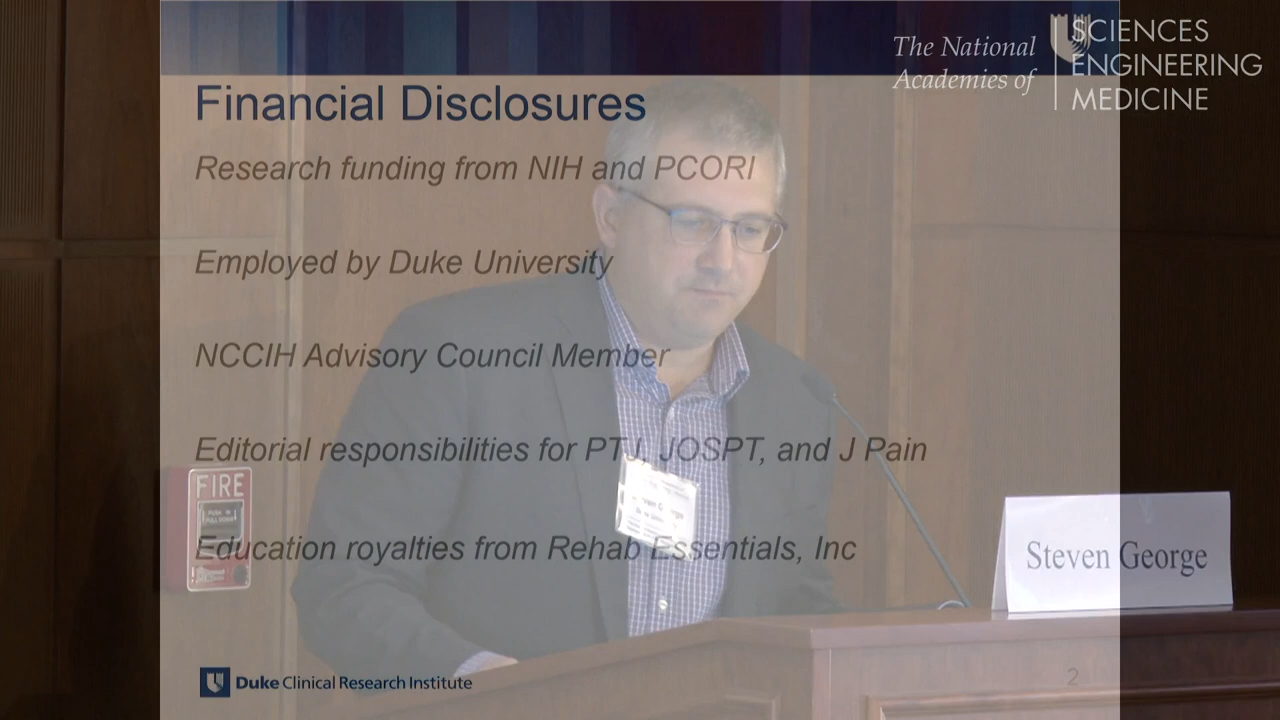 The National
Academies of
SCIENCES
ENGINEERING
MEDICINE
Financial Disclosures
Research funding from NIH and PCORI
Employed by Duke University
NCCIH Advisory Council Member
Editorial responsibilities for PTJ, JOSPT, and J Pain
FIRE
Education royalties from Rehab Essentials, Inc
Steven George
Duke Clinical Research Institute
2